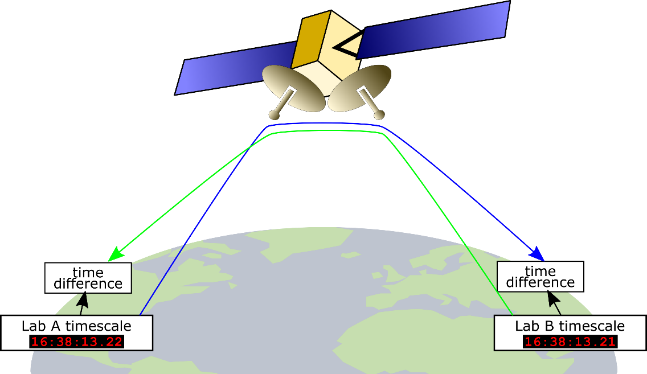 time
difference
Lab A timescale
16:38:13.22
time
difference
Lab B timescale
16:38:13.21